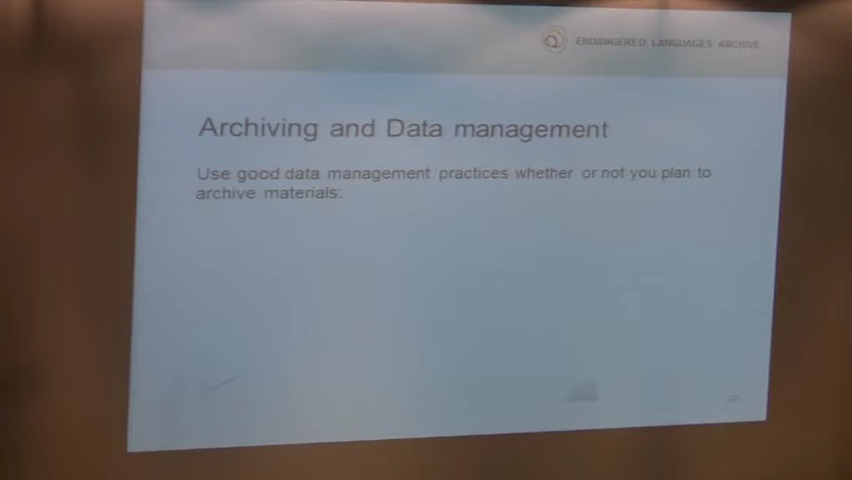 ENDANGERED LANGUAGES ARCHIVE
Archiving and Data management
Use good data management practices whether or not you plan to
archive materials: